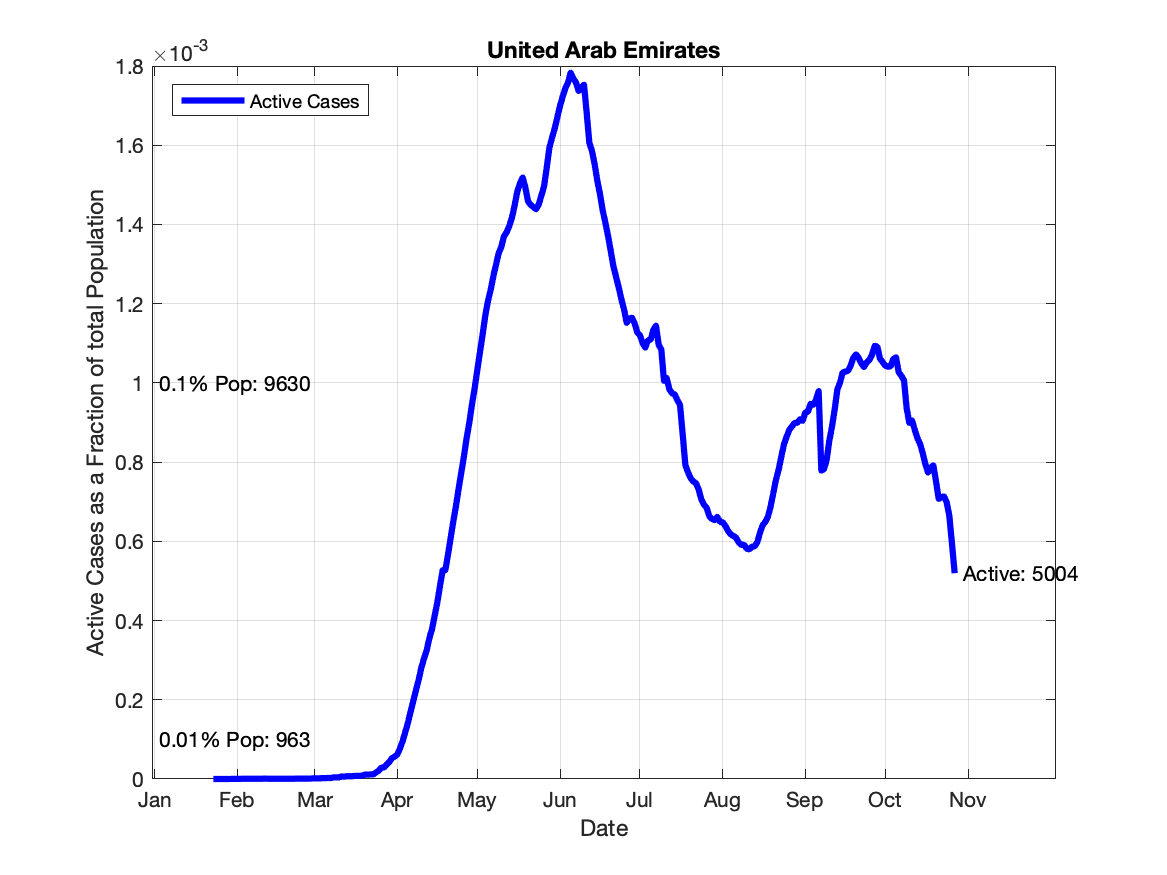 ×10-3
United Arab Emirates
Active Cases
Active Cases as a Fraction of total Population
1.8
1.6
1.4
1.2
1
0.8
0.6
0.4
0.2
0
0.1% Pop: 9630
0.01% Pop: 963
Active: 5004
Jan Feb Mar Apr May Jun Jul Aug Sep Oct Nov
Date